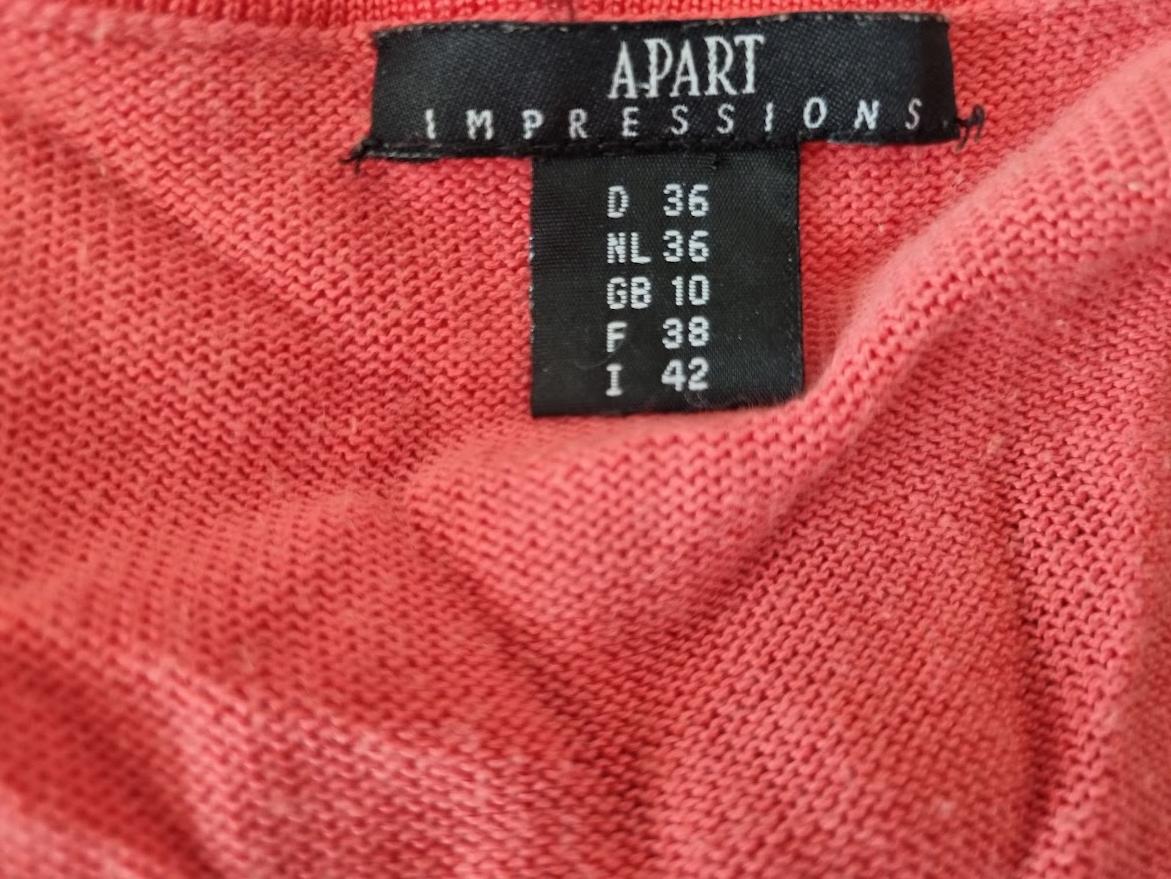 APART
IMPRESSIONS
D 36
NL 36
GB 10
F 38
I 42